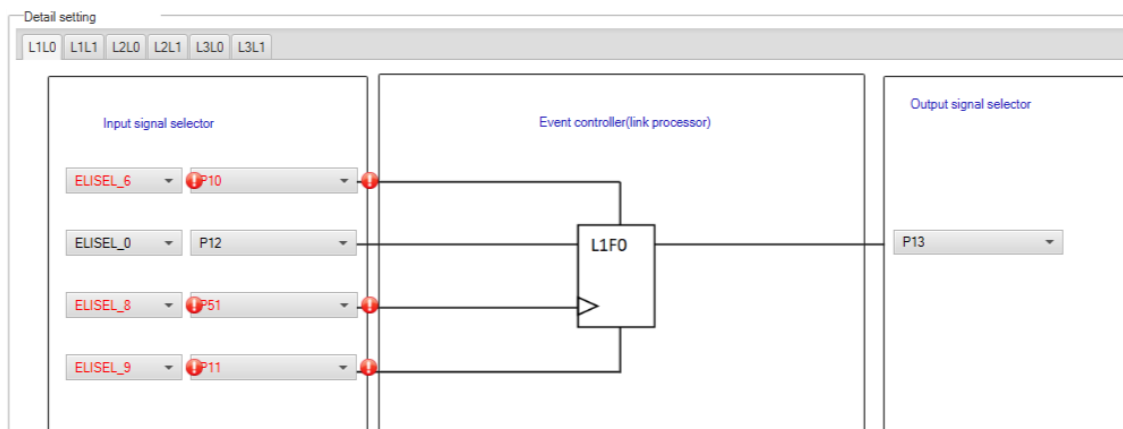 Detail setting
L1L0 L1L1 L2L0 L2L1 L3L0 L3L1
Input signal selector
Event controller(link processor)
Output signal selector
ELISEL_6 P10
ELISEL_0 P12
L1F0
P13
ELISEL_8 P51
ELISEL_9 P11